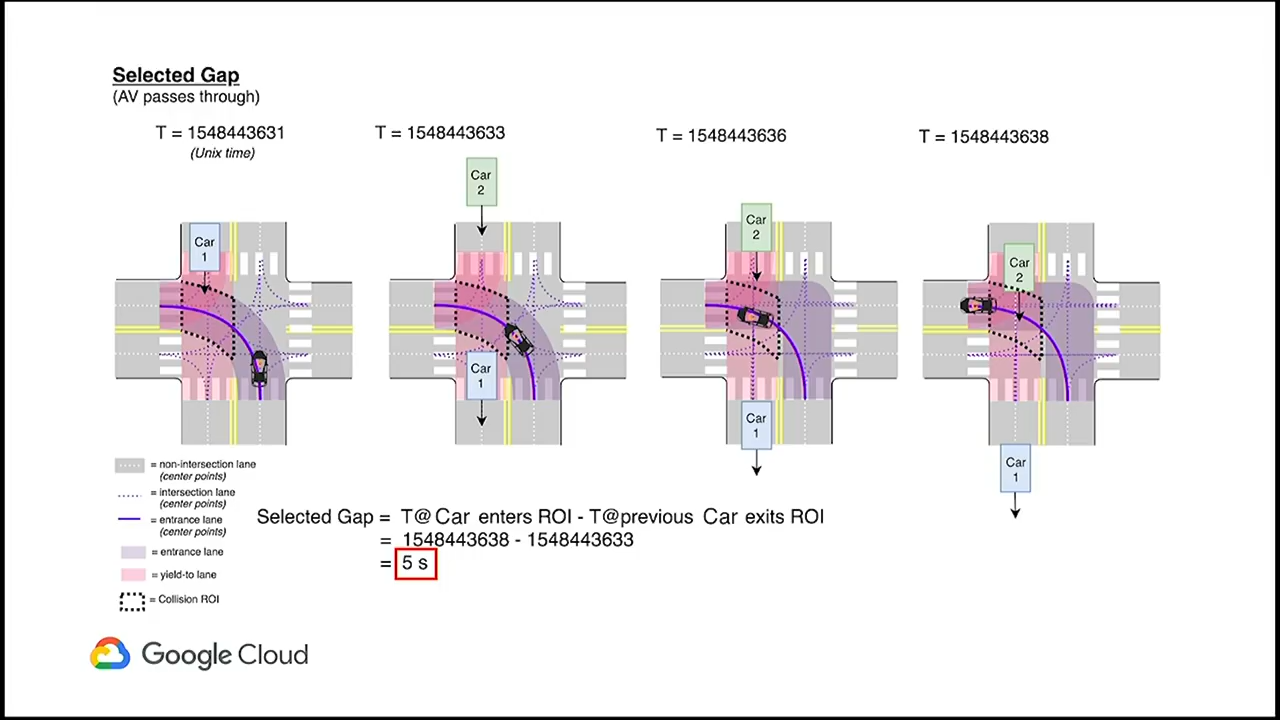 Selected Gap
(AV passes through)
T = 1548443631
(Unix time)
T = 1548443633
T = 1548443636
T = 1548443638
Car
1
Car
2
Car
1
Car
2
Car
1
Car
2
Car
1
= non-intersection lane
(center points)
= intersection lane
(center points)
= entrance lane
(center points)
= entrance lane
= yield-to lane
= Collision ROI
Selected Gap = T@ Car enters ROI - T@previous Car exits ROI
= 1548443638 - 1548443633
= 5 s
Google Cloud